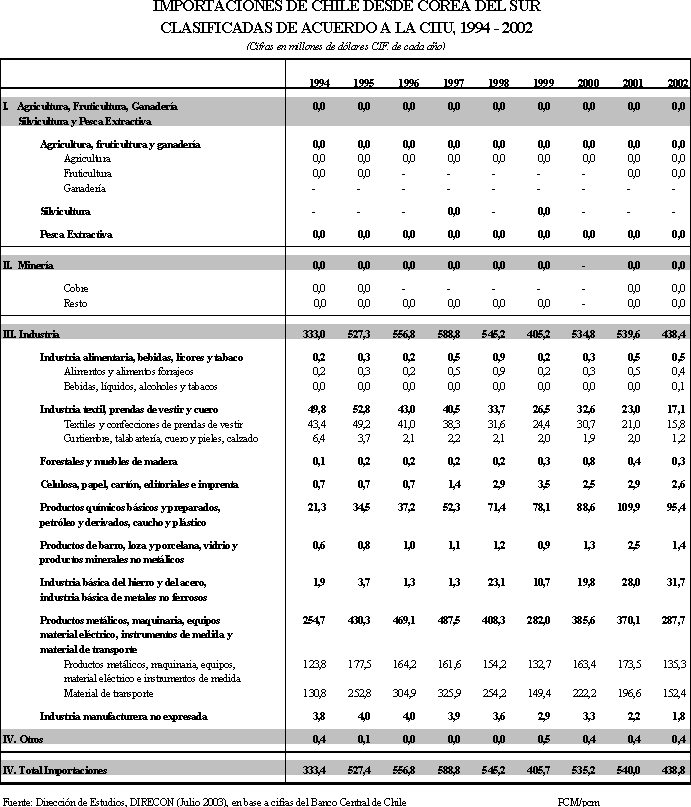 IMPORTACIONES DE CHILE DESDE COREA DEL SUR
CLASIFICADAS DE ACUERDO A LA CIIU, 1994 - 2002
(Cifras en millones de dólares CIF. de cada año)
1994 1995 1996 1997 1998 1999 2000 2001 2002
I. Agricultura, Fruticultura, Ganadería 0,0 0,0 0,0 0,0 0,0 0,0 0,0 0,0 0,0
Silvicultura y Pesca Extractiva
Agricultura, fruticultura y ganadería 0,0 0,0 0,0 0,0 0,0 0,0 0,0 0,0 0,0
Agricultura 0,0 0,0 0,0 0,0 0,0 0,0 0,0 0,0 0,0
Fruticultura 0,0 0,0 - - - - - 0,0 0,0
Ganadería - - - - - - - - -
Silvicultura - - - 0,0 - 0,0 - - -
Pesca Extractiva 0,0 0,0 0,0 0,0 0,0 0,0 0,0 0,0 0,0
II. Minería 0,0 0,0 0,0 0,0 0,0 0,0 - 0,0 0,0
Cobre 0,0 0,0 - - - - - 0,0 0,0
Resto 0,0 0,0 0,0 0,0 0,0 0,0 - 0,0 0,0
III. Industria 333,0 527,3 556,8 588,8 545,2 405,2 534,8 539,6 438,4
Industria alimentaria, bebidas, licores y tabaco 0,2 0,3 0,2 0,5 0,9 0,2 0,3 0,5 0,5
Alimentos y alimentos forrajeos 0,2 0,3 0,2 0,5 0,9 0,2 0,3 0,5 0,4
Bebidas, líquidos, alcoholes y tabacos 0,0 0,0 0,0 0,0 0,0 0,0 0,0 0,0 0,1
Industria textil, prendas de vestir y cuero 49,8 52,8 43,0 40,5 33,7 26,5 32,6 23,0 17,1
Textiles y confecciones de prendas de vestir 43,4 49,2 41,0 38,3 31,6 24,4 30,7 21,0 15,8
Curtiembre, talabartería, cuero y pieles, calzado 6,4 3,7 2,1 2,2 2,1 2,0 1,9 2,0 1,2
Forestales y muebles de madera 0,1 0,2 0,2 0,2 0,2 0,3 0,8 0,4 0,3
Celulosa, papel, cartón, editoriales e imprenta 0,7 0,7 0,7 1,4 2,9 3,5 2,5 2,9 2,6
Productos químicos básicos y preparados, 21,3 34,5 37,2 52,3 71,4 78,1 88,6 109,9 95,4
petróleo y derivados, caucho y plástico
Productos de barro, loza y porcelana, vidrio y 0,6 0,8 1,0 1,1 1,2 0,9 1,3 2,5 1,4
productos minerales no metálicos
Industria básica del hierro y del acero, 1,9 3,7 1,3 1,3 23,1 10,7 19,8 28,0 31,7
industria básica de metales no ferrosos
Productos metálicos, maquinaria, equipos 254,7 430,3 469,1 487,5 408,3 282,0 385,6 370,1 287,7
material eléctrico, instrumentos de medida y
material de transporte
Productos metálicos, maquinaria, equipos, 123,8 177,5 164,2 161,6 154,2 132,7 163,4 173,5 135,3
material eléctrico e instrumentos de medida
Material de transporte 130,8 252,8 304,9 325,9 254,2 149,4 222,2 196,6 152,4
Industria manufacturera no expresada 3,8 4,0 4,0 3,9 3,6 2,9 3,3 2,2 1,8
IV. Otros 0,4 0,1 0,0 0,0 0,0 0,5 0,4 0,4 0,4
IV. Total Importaciones 333,4 527,4 556,8 588,8 545,2 405,7 535,2 540,0 438,8
Fuente: Dirección de Estudios, DIRECON (Julio 2003), en base a cifras del Banco Central de Chile FCM/pcm